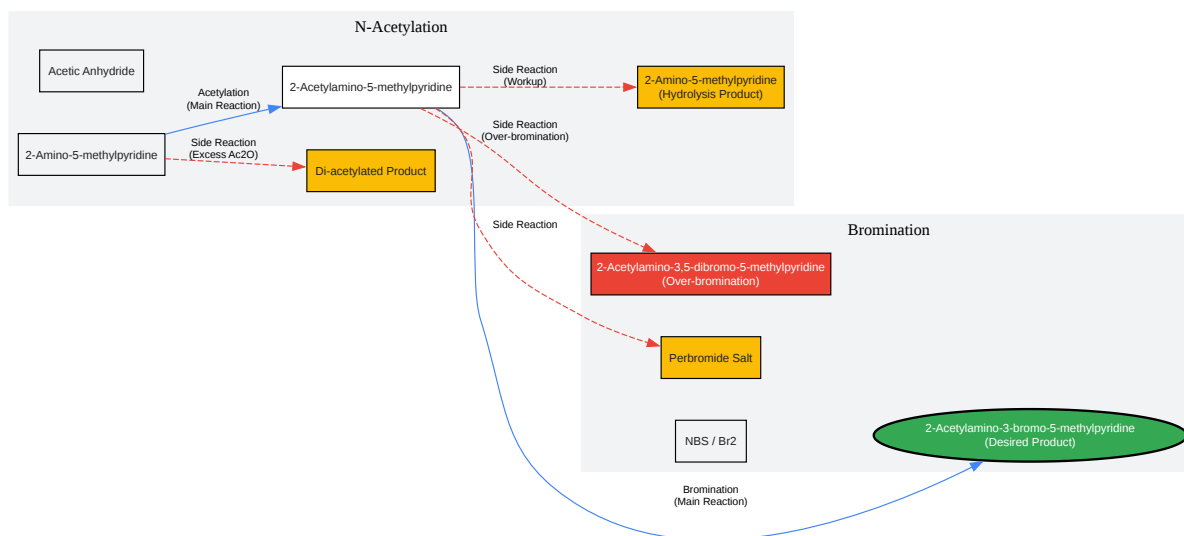 N-Acetylation
Acetic Anhydride
2-Amino-5-methylpyridine
Acetylation
(Main Reaction)
Side Reaction
(Excess Ac2O)
2-Acetylamino-5-methylpyridine
Di-acetylated Product
Side Reaction
(Workup)
2-Amino-5-methylpyridine
(Hydrolysis Product)
Side Reaction
(Over-bromination)
Side Reaction
Bromination
2-Acetylamino-3,5-dibromo-5-methylpyridine
(Over-bromination)
Perbromide Salt
NBS / Br2
2-Acetylamino-3-bromo-5-methylpyridine
(Desired Product)
Bromination
(Main Reaction)